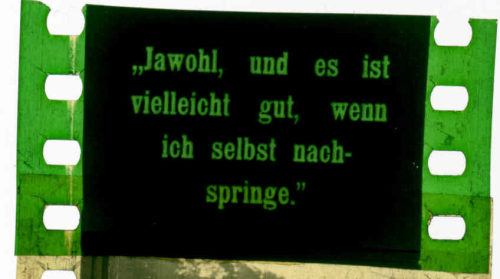 „Jawohl, und es ist
vielleicht gut, wenn
ich selbst nach-
springe.”